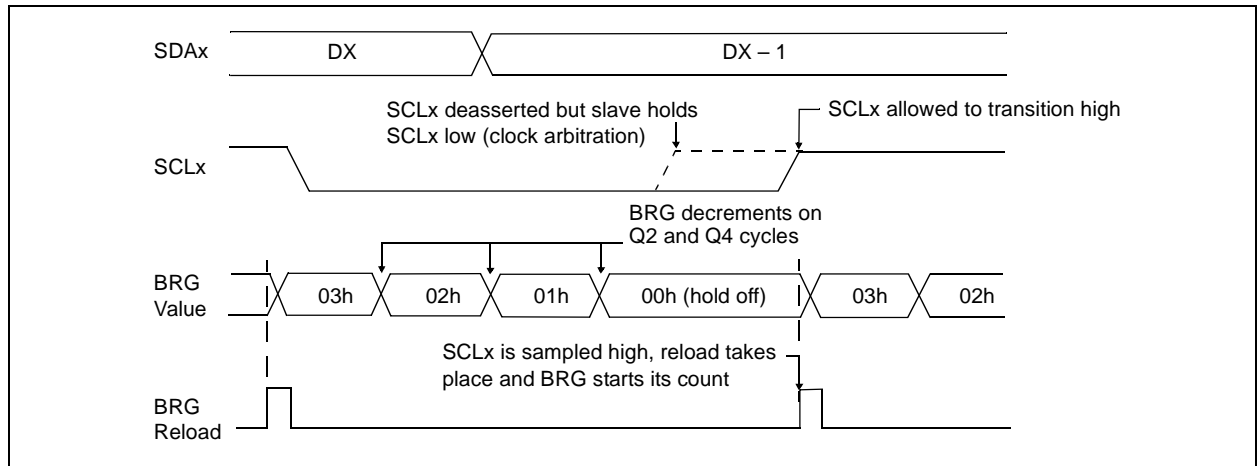 SDAx
DX
DX – 1
SCLx deasserted but slave holds
SCLx low (clock arbitration)
SCLx allowed to transition high
SCLx
BRG decrements on
Q2 and Q4 cycles
BRG
Value
03h
02h
01h
00h (hold off)
03h
02h
SCLx is sampled high, reload takes
place and BRG starts its count
BRG
Reload